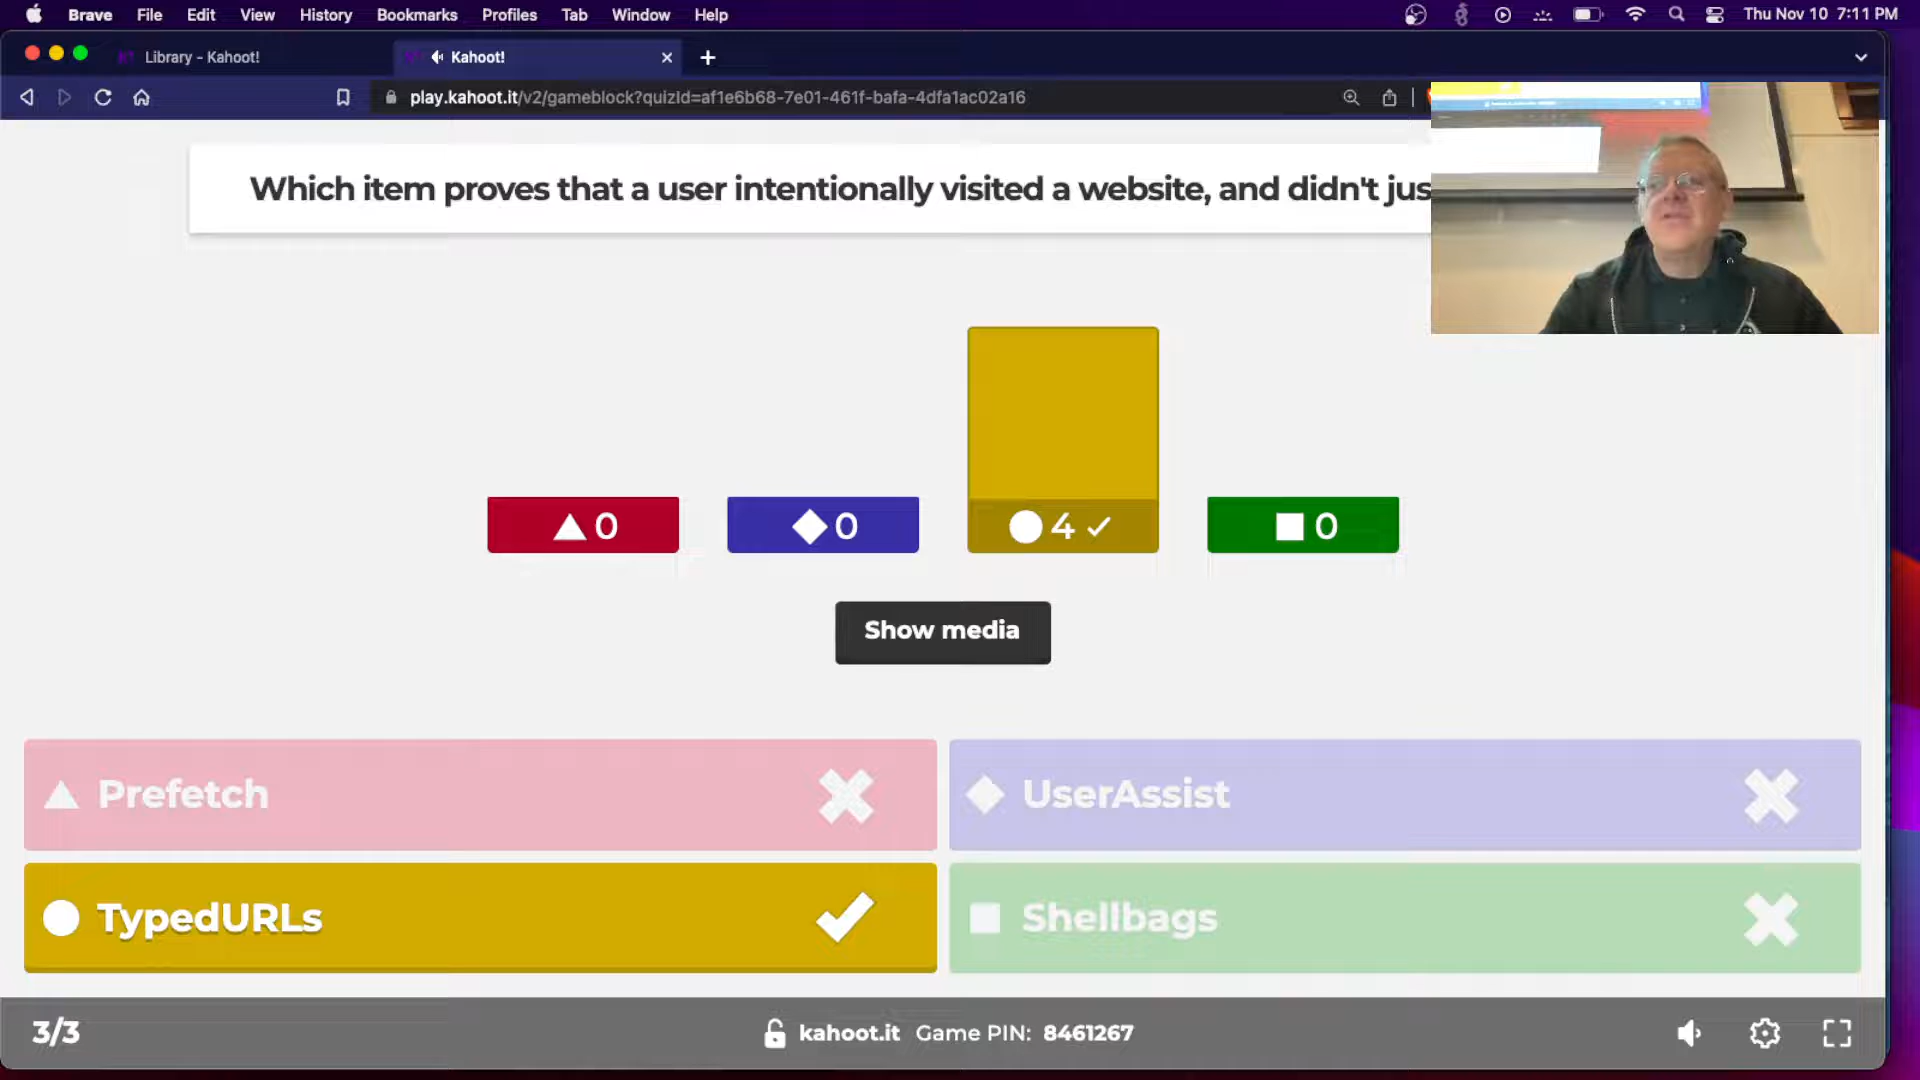 Brave File Edit View History Bookmarks Profiles Tab Window Help Thu Nov 10 7:11 PM
Library - Kahoot! Kahoot!
play.kahoot.it/v2/gameblock?quizId=af1e6b68-7e01-461f-bafa-4dfa1ac02a16
Which item proves that a user intentionally visited a website, and didn't jus
0 0 4 0
Show media
Prefetch UserAssist
TypedURLs Shellbags
3/3 kahoot.it Game PIN: 8461267